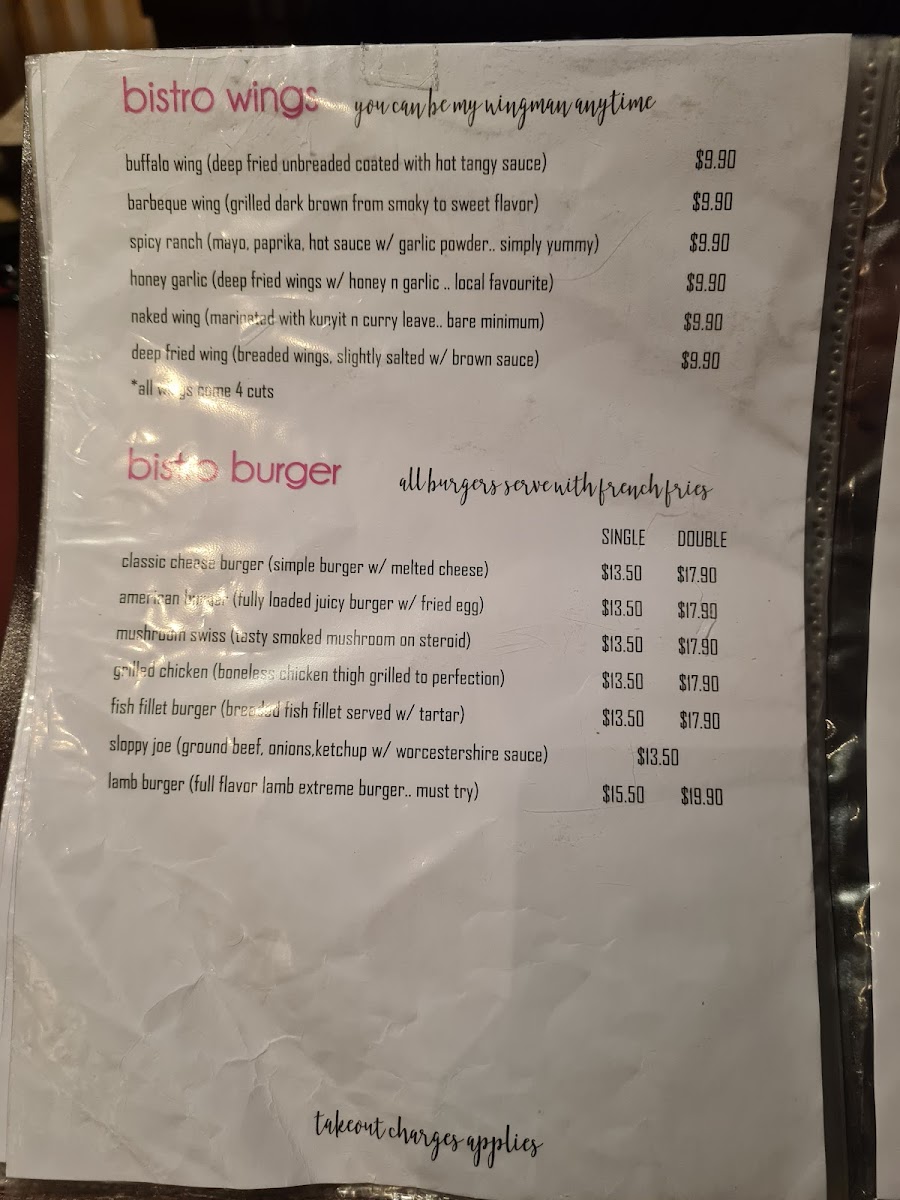 bistro wings you can be my wingman anytime
buffalo wing (deep fried unbreaded coated with hot tangy sauce) $9.90
barbeque wing (grilled dark brown from smoky to sweet flavor) $9.90
spicy ranch (mayo, paprika, hot sauce w/ garlic powder.. simply yummy) $9.90
honey garlic (deep fried wings w/ honey n garlic .. local favourite) $9.90
naked wing (marinated with kunyit n curry leave.. bare minimum) $9.90
deep fried wing (breaded wings, slightly salted w/ brown sauce) $9.90
*all wings come 4 cuts
bistro burger all burgers serve with french fries
SINGLE DOUBLE
classic cheese burger (simple burger w/ melted cheese) $13.50 $17.90
american burger (fully loaded juicy burger w/ fried egg) $13.50 $17.90
mushroom swiss (tasty smoked mushroom on steroid) $13.50 $17.90
grilled chicken (boneless chicken thigh grilled to perfection) $13.50 $17.90
fish fillet burger (breaded fish fillet served w/ tartar) $13.50 $17.90
sloppy joe (ground beef, onions,ketchup w/ worcestershire sauce) $13.50
lamb burger (full flavor lamb extreme burger.. must try) $15.50 $19.90
takeout charges applies